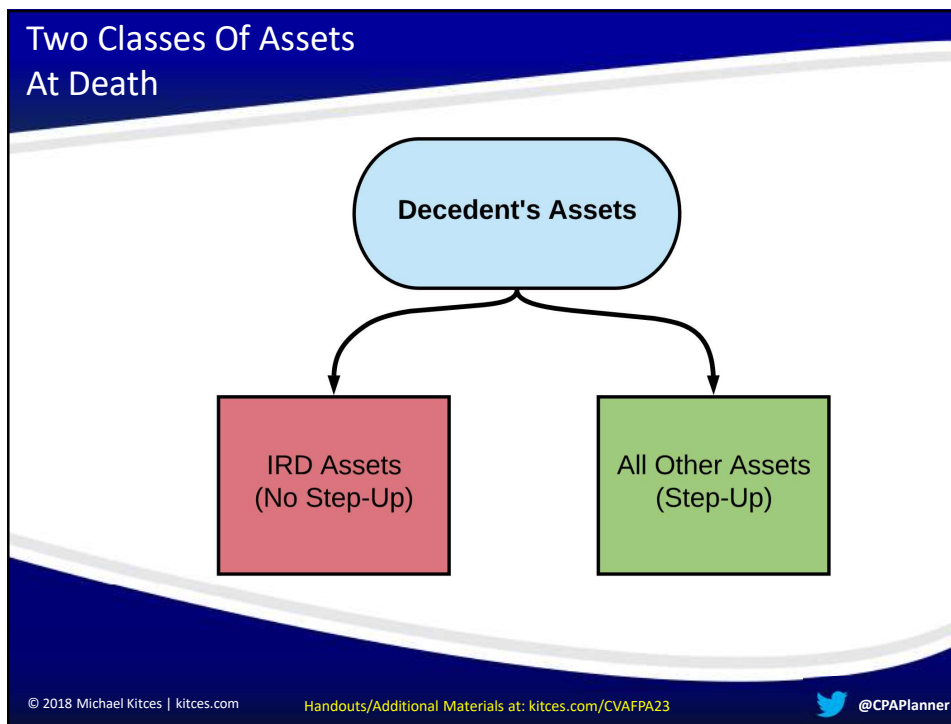 Two Classes Of Assets
At Death
Decedent's Assets
IRD Assets
(No Step-Up)
All Other Assets
(Step-Up)
© 2018 Michael Kitces | kitces.com
Handouts/Additional Materials at: kitces.com/CVAFPA23
@CPAPlanner